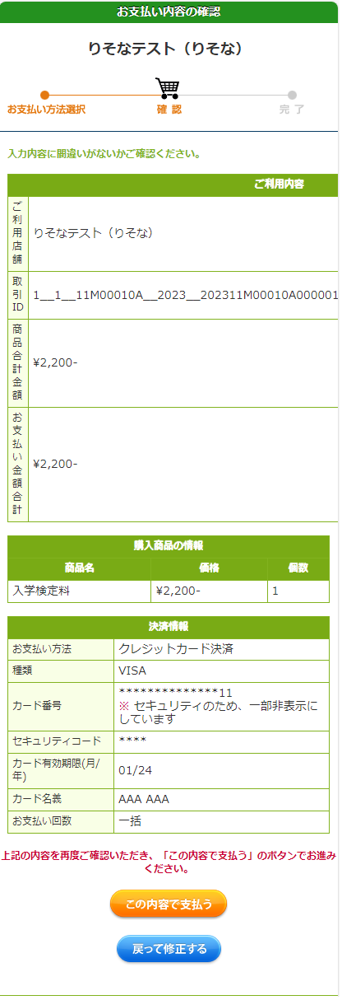 お支払い内容の確認
りそなテスト（りそな）
お支払い方法選択
確 認
完 了
入力内容に間違いがないかご確認ください。
ご利用内容
ご利用店舗
りそなテスト（りそな）
取引ID
1__1__11M00010A__2023__202311M00010A000001
商品合計金額
¥2,200-
お支払い金額合計
¥2,200-
購入商品の情報
商品名 価格 個数
入学検定料 ¥2,200- 1
決済情報
お支払い方法 クレジットカード決済
種類 VISA
カード番号
**************11
※ セキュリティのため、一部非表示に
しています
セキュリティコード ****
カード有効期限(月/
年)
01/24
カード名義 AAA AAA
お支払い回数 一括
上記の内容を再度ご確認いただき、「この内容で支払う」のボタンでお進み
ください。
この内容で支払う
戻って修正する